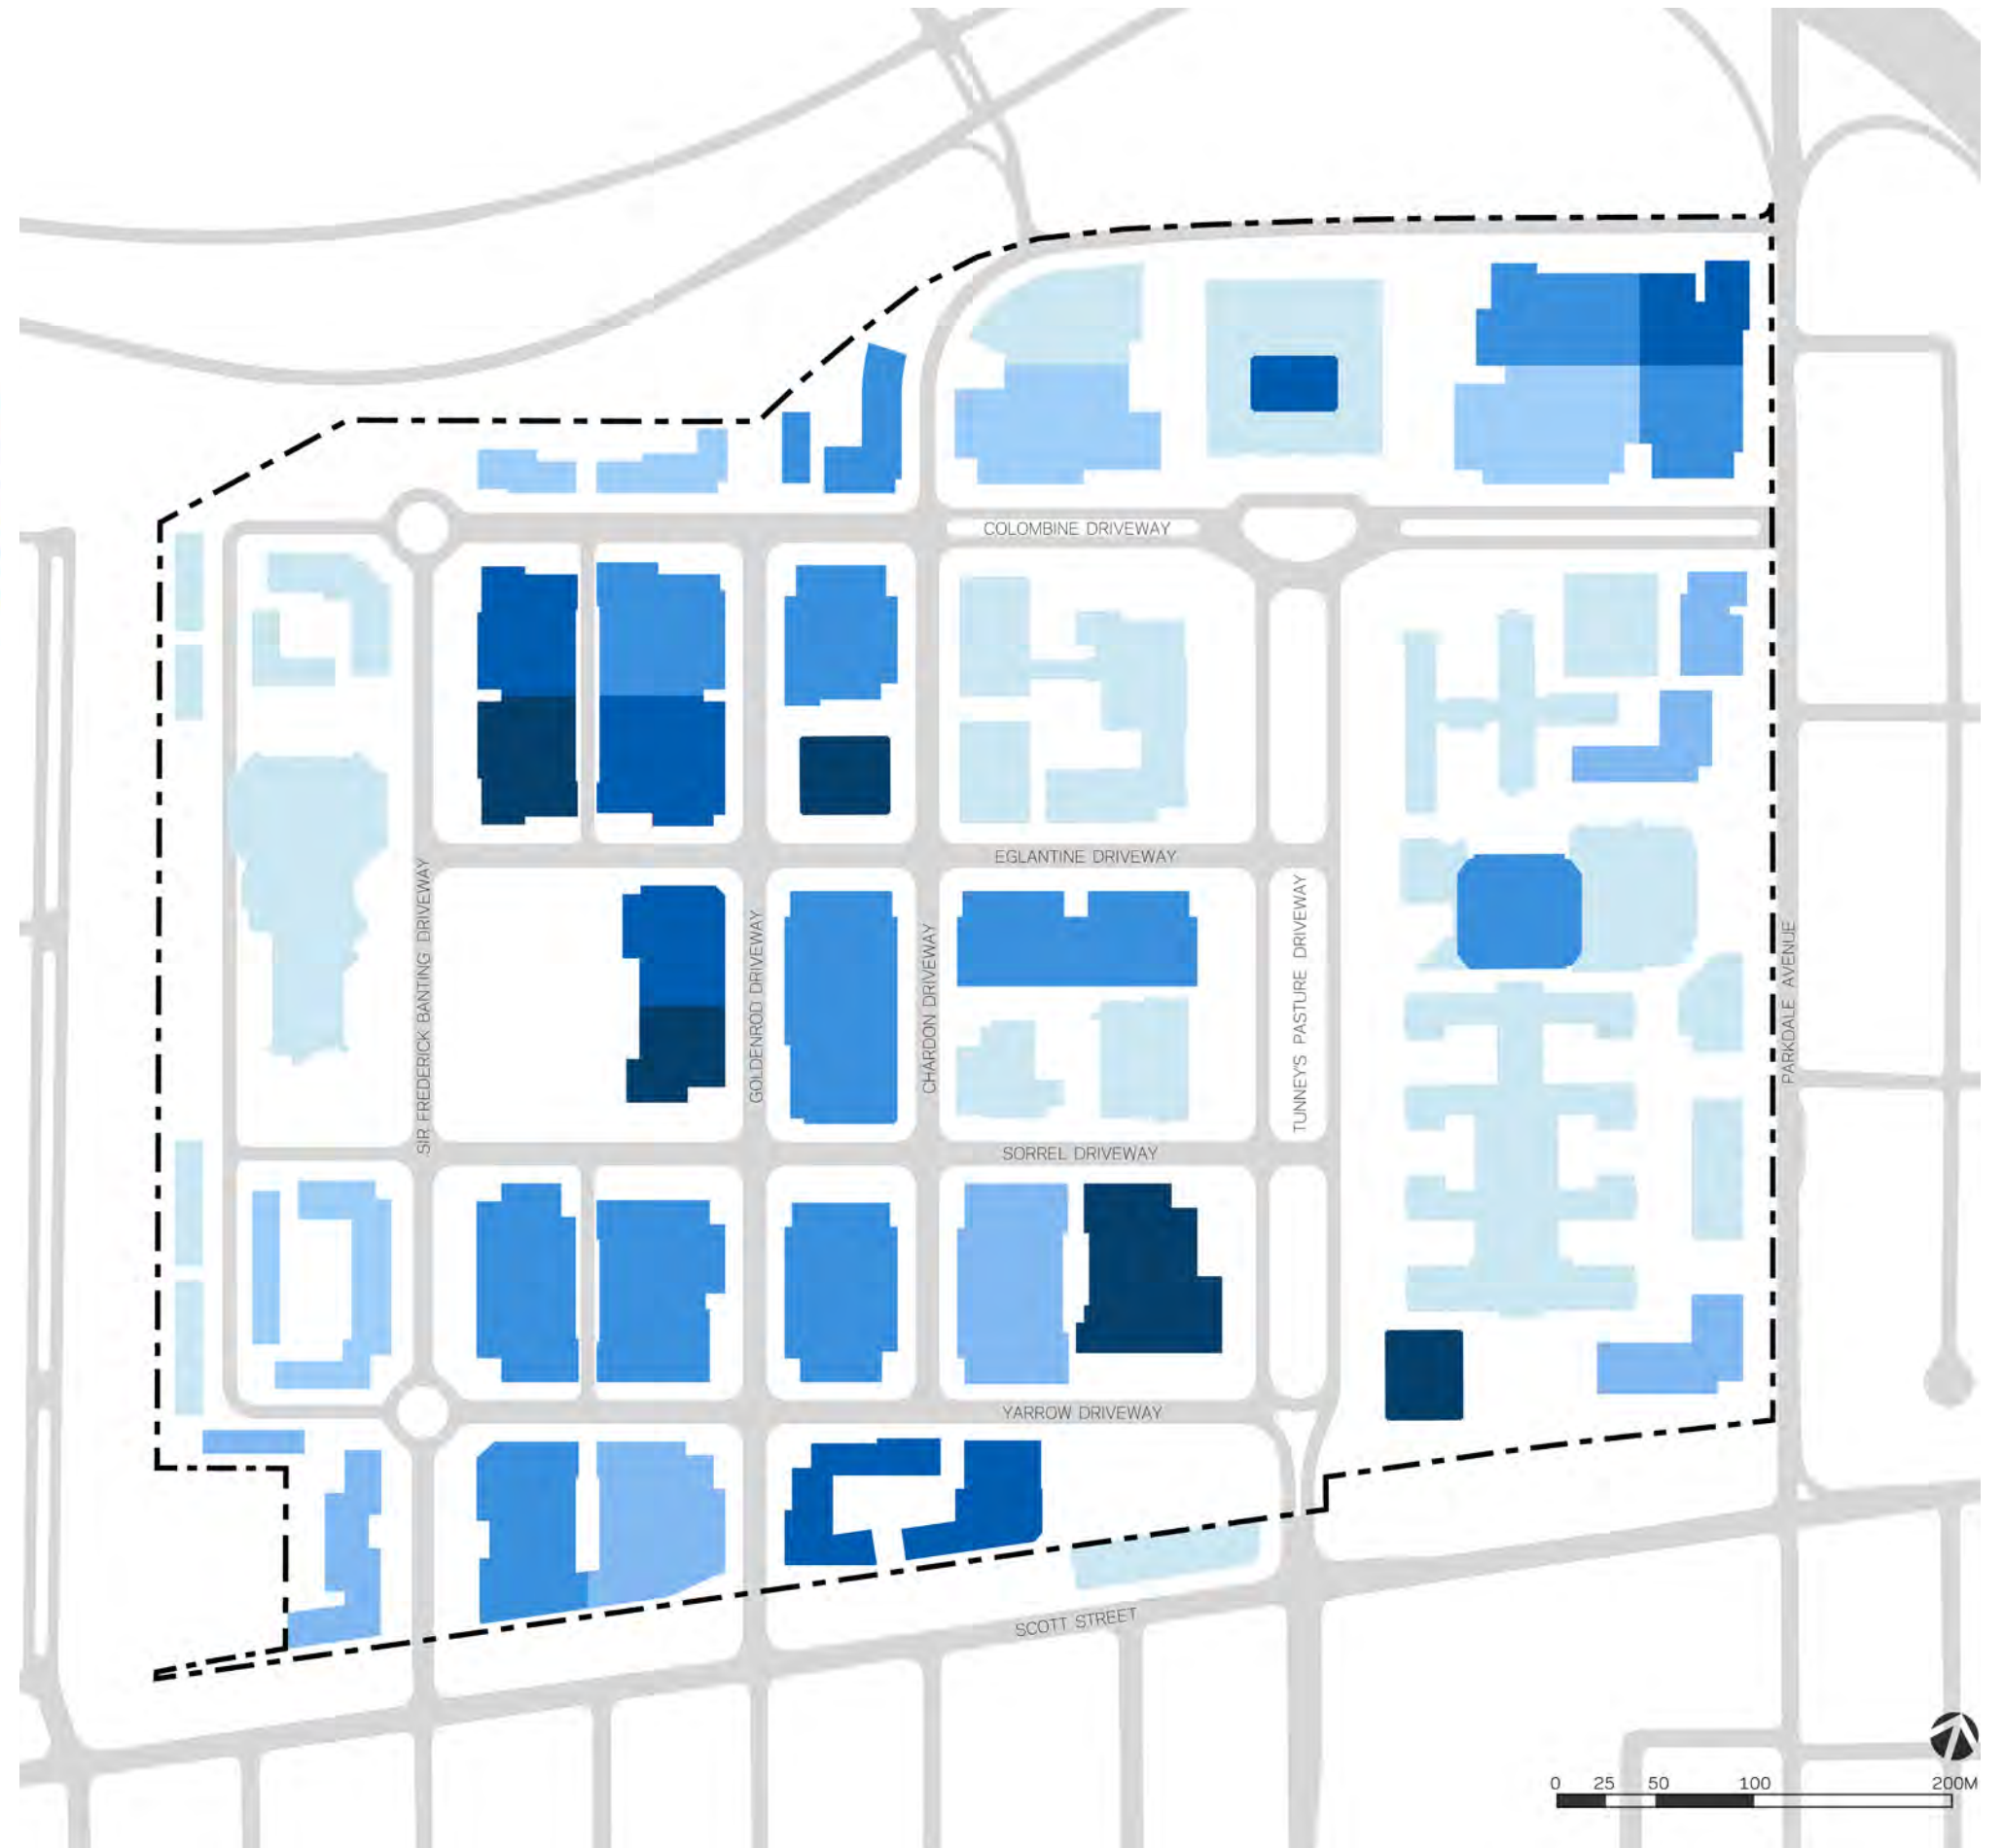 COLOMBINE DRIVEWAY
EGLANTINE DRIVEWAY
SIR FREDERICK BANTING DRIVEWAY
GOLDENROD DRIVEWAY
CHARDON DRIVEWAY
TUNNEY'S PASTURE DRIVEWAY
PARKDALE AVENUE
SORREL DRIVEWAY
YARROW DRIVEWAY
SCOTT STREET
0 25 50 100 200M